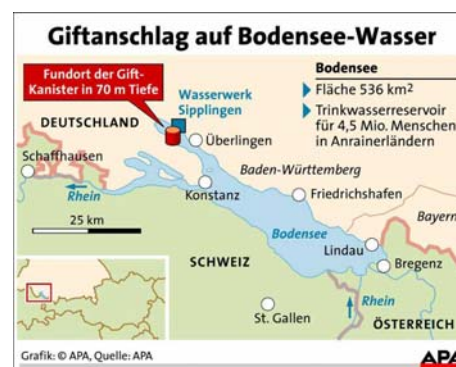 Giftanschlag auf Bodensee-Wasser
Fundort der Gift-
Kanister in 70 m Tiefe
Wasserwerk
Sipplingen
Bodensee
Fläche 536 km²
Trinkwasserreservoir
für 4,5 Mio. Menschen
in Anrainerländern
DEUTSCHLAND
Überlingen
Schaffhausen
Baden-Württemberg
Rhein
Konstanz
Friedrichshafen
Bayern
25 km
Bodensee
Lindau
SCHWEIZ
Bregenz
Rhein
St. Gallen
ÖSTERREICH
Grafik: © APA, Quelle: APA
APA